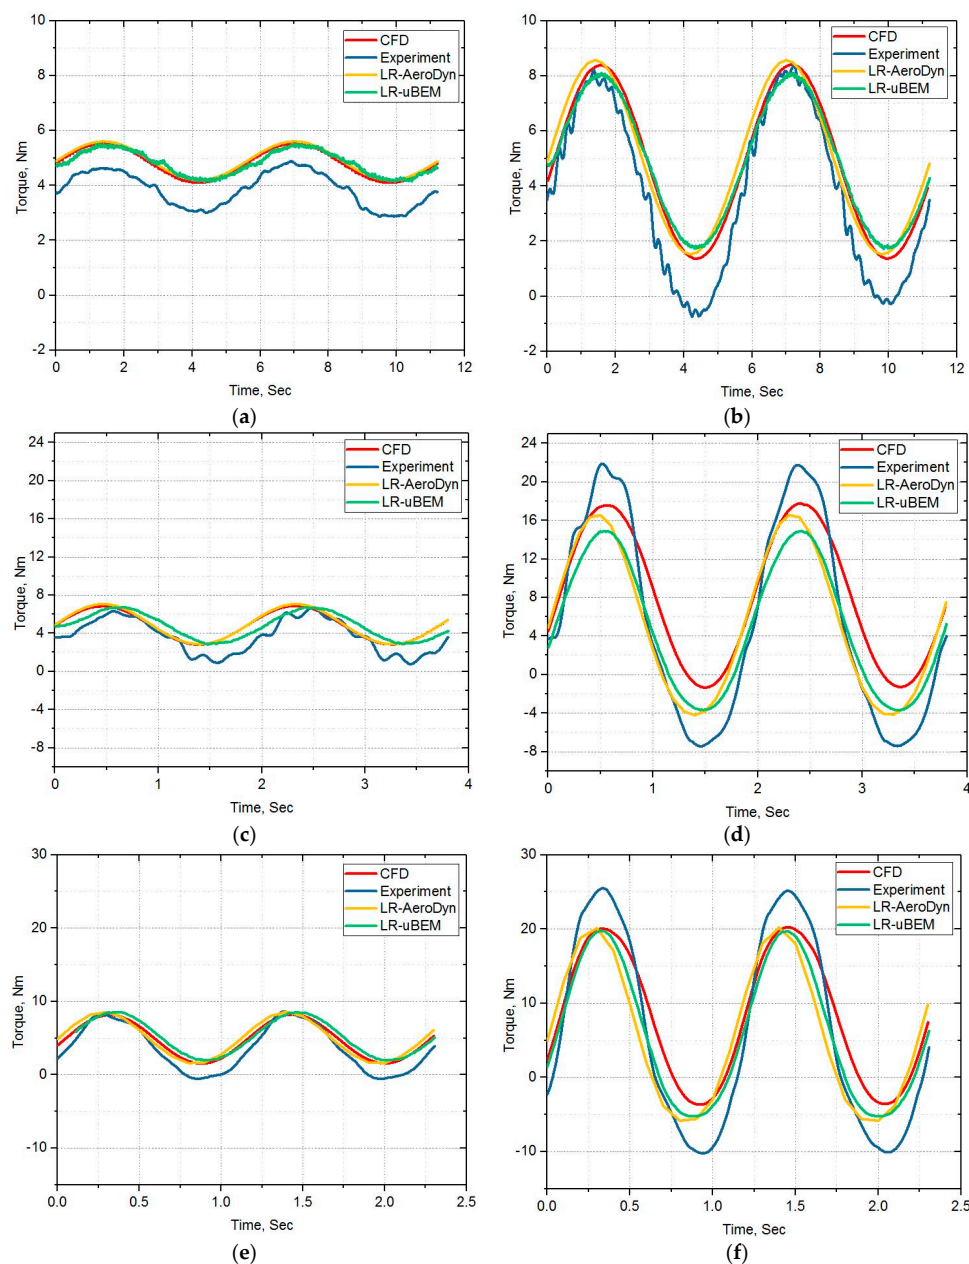 10
8
6
4
2
0
-2
Torque, Nm
CFD
Experiment
LR-AeroDyn
LR-uBEM
0 2 4 6 8 10 12
Time, Sec
(a)
10
8
6
4
2
0
-2
Torque, Nm
CFD
Experiment
LR-AeroDyn
LR-uBEM
0 2 4 6 8 10 12
Time, Sec
(b)
24
20
16
12
8
4
0
-4
-8
Torque, Nm
CFD
Experiment
LR-AeroDyn
LR-uBEM
0 1 2 3 4
Time, Sec
(c)
24
20
16
12
8
4
0
-4
-8
Torque, Nm
CFD
Experiment
LR-AeroDyn
LR-uBEM
0 1 2 3 4
Time, Sec
(d)
30
20
10
0
-10
Torque, Nm
CFD
Experiment
LR-AeroDyn
LR-uBEM
0.0 0.5 1.0 1.5 2.0 2.5
Time, Sec
(e)
30
25
20
15
10
5
0
-5
-10
-15
Torque, Nm
CFD
Experiment
LR-AeroDyn
LR-uBEM
0.0 0.5 1.0 1.5 2.0 2.5
Time, Sec
(f)